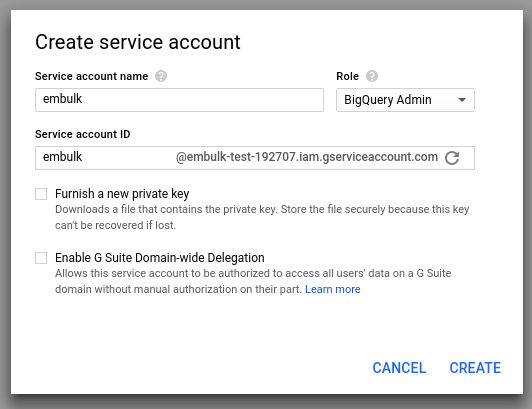 Create service account
Service account name
Role
embulk
BigQuery Admin
Service account ID
embulk @embulk-test-192707.iam.gserviceaccount.com
Furnish a new private key
Downloads a file that contains the private key. Store the file securely because this key
can't be recovered if lost.
Enable G Suite Domain-wide Delegation
Allows this service account to be authorized to access all users' data on a G Suite
domain without manual authorization on their part. Learn more
CANCEL CREATE